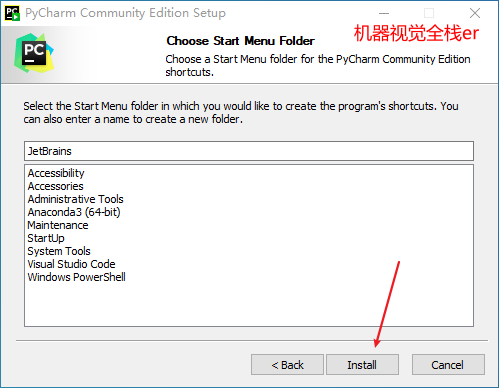 PyCharm Community Edition Setup
机器视觉全栈er
PC
Choose Start Menu Folder
Choose a Start Menu folder for the PyCharm Community Edition
shortcuts.
Select the Start Menu folder in which you would like to create the program's shortcuts. You
can also enter a name to create a new folder.
JetBrains
Accessibility
Accessories
Administrative Tools
Anaconda3 (64-bit)
Maintenance
StartUp
System Tools
Visual Studio Code
Windows PowerShell
< Back
Install
Cancel